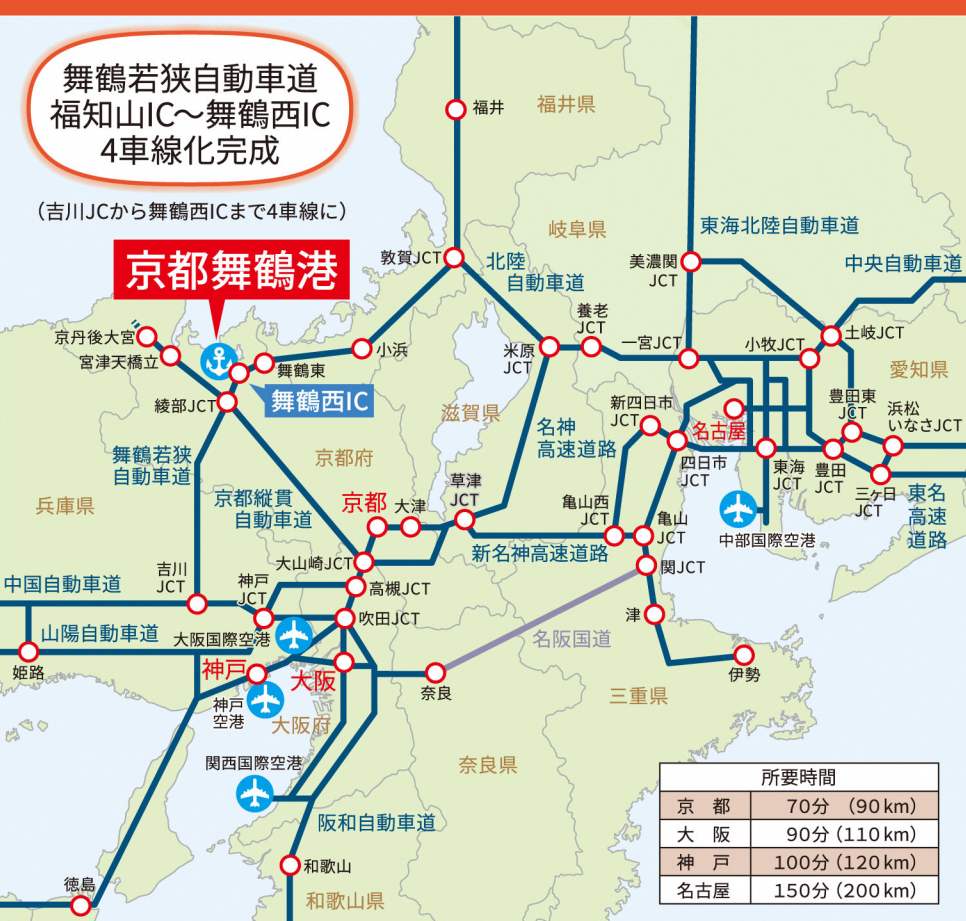 舞鶴若狭自動車道
福知山IC〜舞鶴西IC
4車線化完成
（吉川JCから舞鶴西ICまで4車線に）
京都舞鶴港
福井
福井県
岐阜県
東海北陸自動車道
敦賀JCT
北陸
自動車道
美濃関
JCT
中央自動車道
京丹後大宮
宮津天橋立
小浜
舞鶴東
舞鶴西IC
綾部JCT
養老
JCT
米原
JCT
一宮JCT
小牧JCT
土岐JCT
愛知県
滋賀県
新四日市
JCT
名古屋
豊田東
JCT
浜松
いなさJCT
名神
高速道路
四日市
JCT
東海
JCT
豊田
JCT
三ヶ日
JCT
東名
高速
道路
舞鶴若狭
自動車道
京都府
兵庫県
京都縦貫
自動車道
京都
大津
草津
JCT
亀山西
JCT
亀山
JCT
中部国際空港
新名神高速道路
大山崎JCT
関JCT
中国自動車道
吉川
JCT
神戸
JCT
高槻JCT
山陽自動車道
大阪国際空港
吹田JCT
津
名阪国道
姫路
神戸
大阪
奈良
伊勢
神戸
空港
大阪府
三重県
関西国際空港
奈良県
阪和自動車道
和歌山
徳島
和歌山県
所要時間
京　都　70分　（90km）
大　阪　90分（110km）
神　戸　100分（120km）
名古屋　150分（200km）